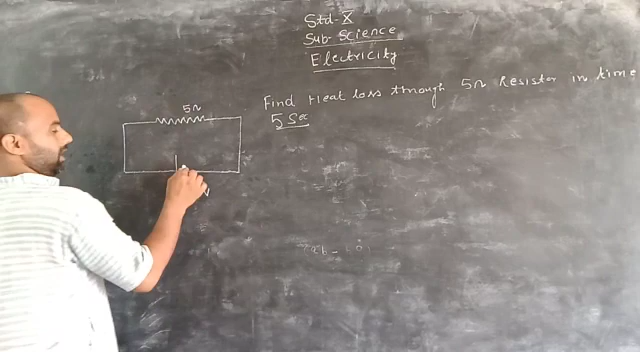 Std-X
Sub-Science
Electricity
Find Heat loss through 5Ω Resistor in time
5 Sec
5Ω
V